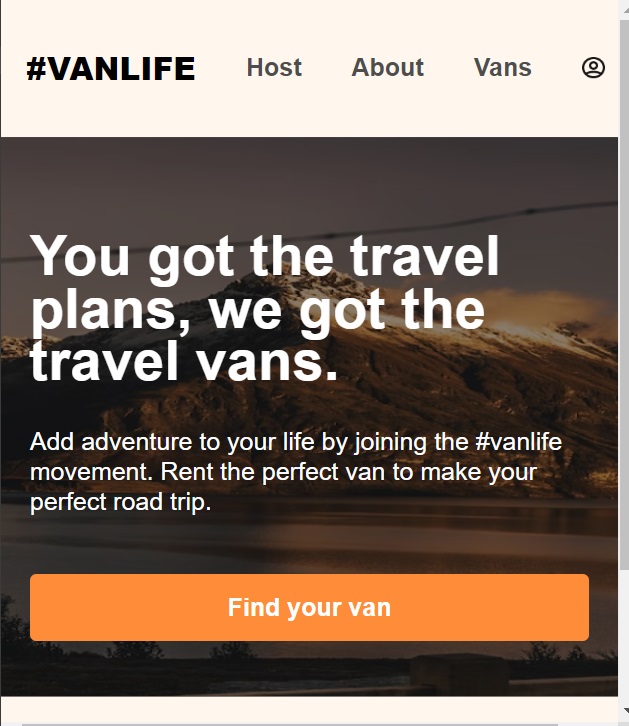 #VANLIFE Host About Vans
You got the travel
plans, we got the
travel vans.
Add adventure to your life by joining the #vanlife
movement. Rent the perfect van to make your
perfect road trip.
Find your van